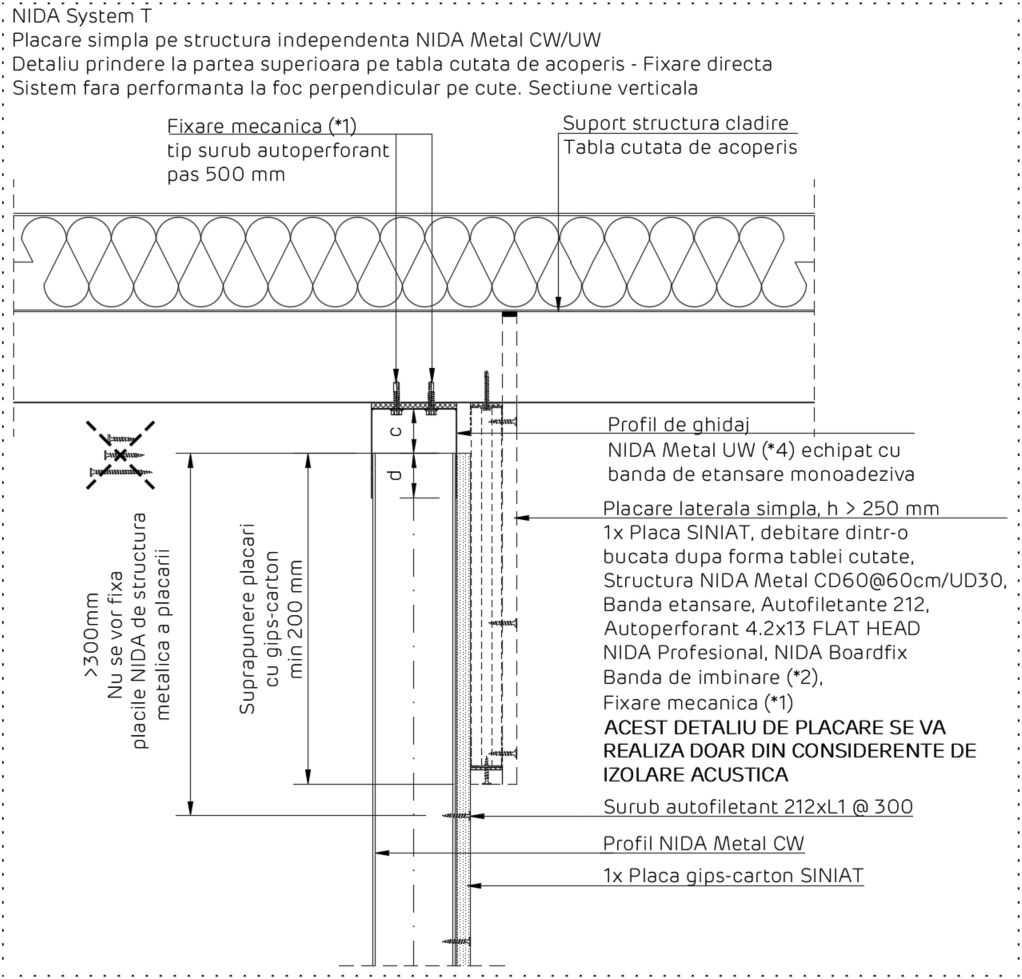 NIDA System T
Placare simpla pe structura independenta NIDA Metal CW/UW
Detaliu prindere la partea superioara pe tabla cutata de acoperis - Fixare directa
Sistem fara performanta la foc perpendicular pe cute. Sectiune verticala
Fixare mecanica (*1)
tip surub autoperforant
pas 500 mm
Suport structura cladire
Tabla cutata de acoperis
c
d
>300mm
Nu se vor fixa
placile NIDA de structura
metalica a placarii
Suprapunere placari
cu gips-carton
min 200 mm
Profil de ghidaj
NIDA Metal UW (*4) echipat cu
banda de etansare monoadeziva
Placare laterala simpla, h > 250 mm
1x Placa SINIAT, debitare dintr-o
bucata dupa forma tablei cutate,
Structura NIDA Metal CD60@60cm/UD30,
Banda etansare, Autofiletante 212,
Autoperforant 4.2x13 FLAT HEAD
NIDA Profesional, NIDA Boardfix
Banda de imbinare (*2),
Fixare mecanica (*1)
ACEST DETALIU DE PLACARE SE VA
REALIZA DOAR DIN CONSIDERENTE DE
IZOLARE ACUSTICA
Surub autofiletant 212xL1 @ 300
Profil NIDA Metal CW
1x Placa gips-carton SINIAT